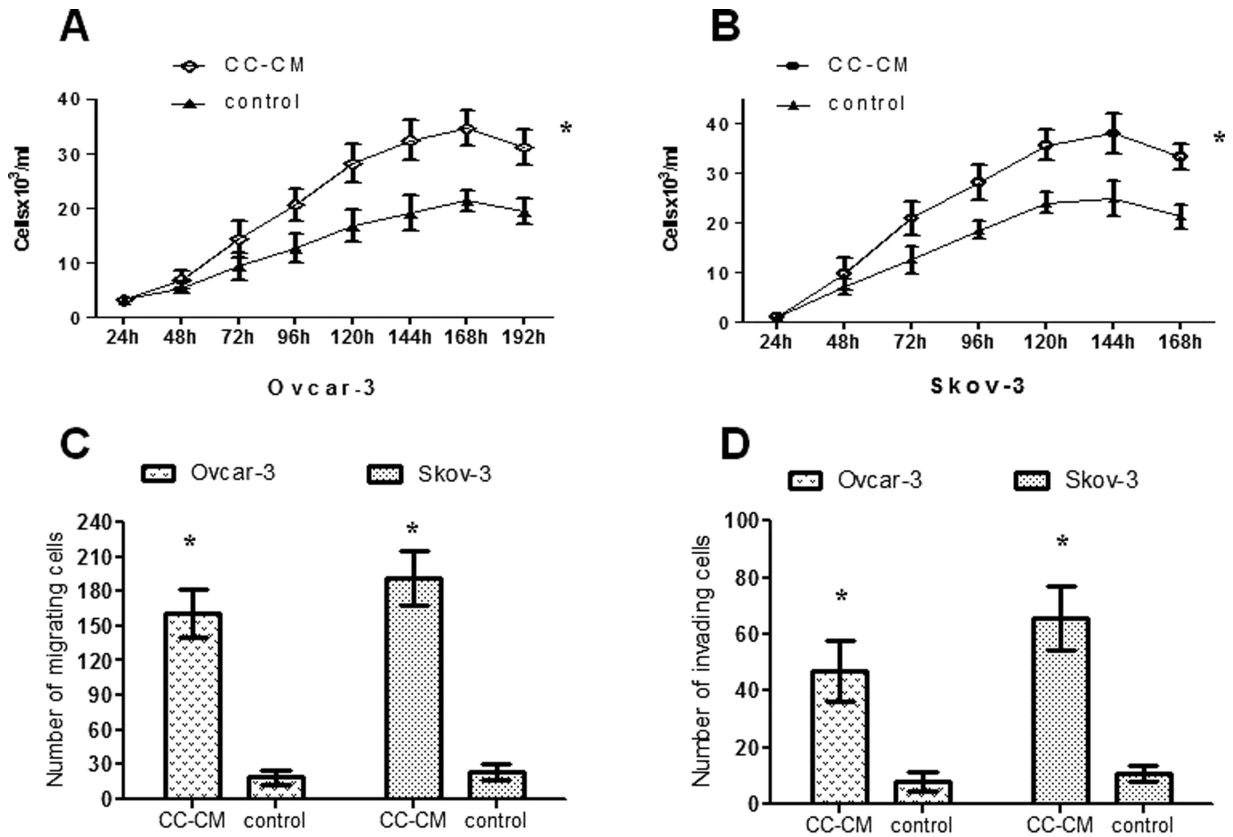 A
CC-CM
control
Cellsx10³/ml
40
30
20
10
0
24h 48h 72h 96h 120h 144h 168h 192h
*
Ovcar-3
B
CC-CM
control
Cellsx10³/ml
40
30
20
10
0
24h 48h 72h 96h 120h 144h 168h
*
Skov-3
C
Ovcar-3 Skov-3
Number of migrating cells
240
210
180
150
120
90
60
30
0
* *
CC-CM control CC-CM control
D
Ovcar-3 Skov-3
Number of invading cells
100
80
60
40
20
0
* *
CC-CM control CC-CM control